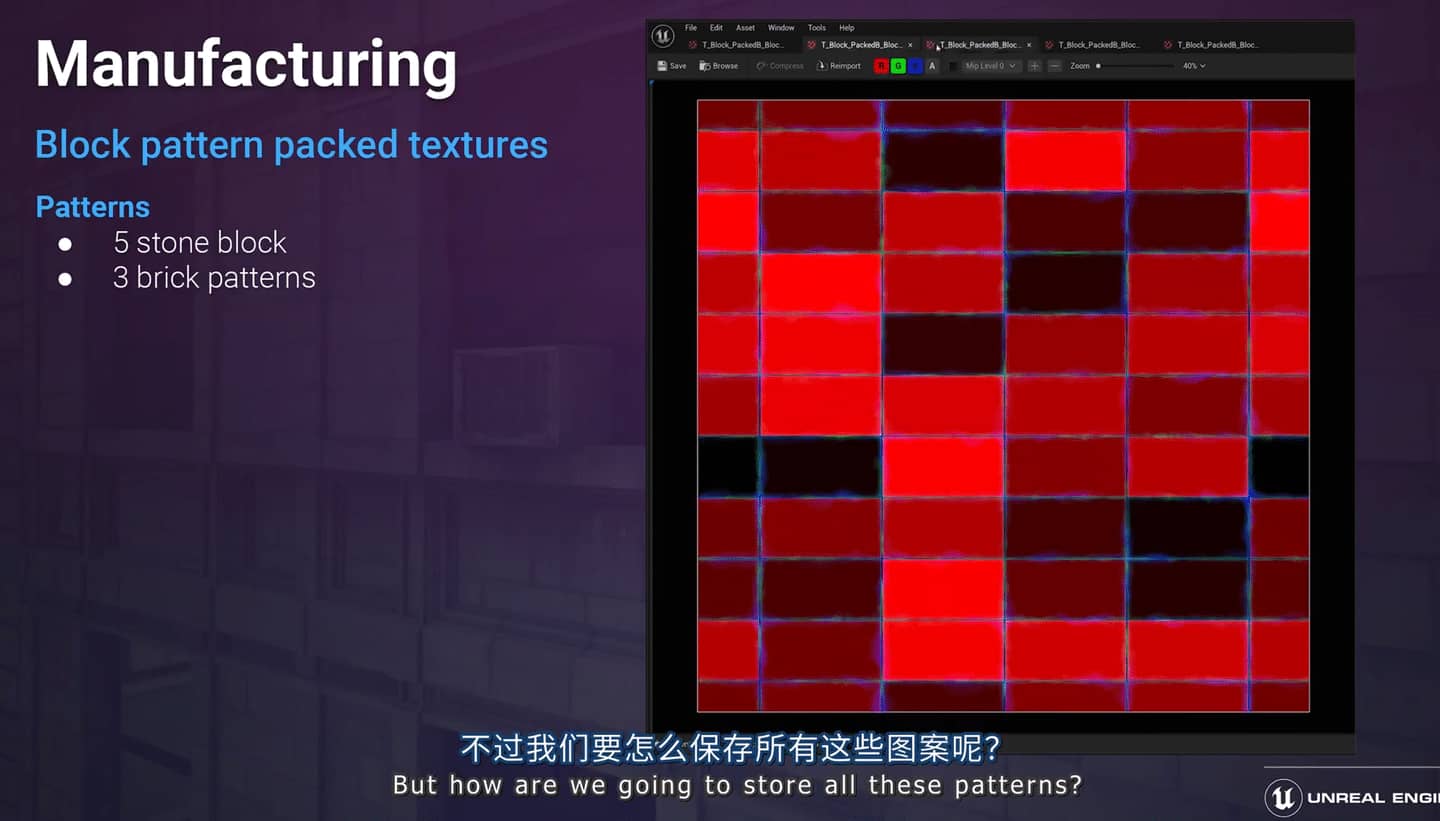 Manufacturing
Block pattern packed textures
Patterns
5 stone block
3 brick patterns
File Edit Asset Window Tools Help
T_Block_PackedB_Bloc... T_Block_PackedB_Bloc... T_Block_PackedB_Bloc... T_Block_PackedB_Bloc... T_Block_PackedB_Bloc...
Save Browse Compress Reimport R G B A Mip Level 0 Zoom 40%
不过我们要怎么保存所有这些图案呢?
But how are we going to store all these patterns?
UNREAL ENGI